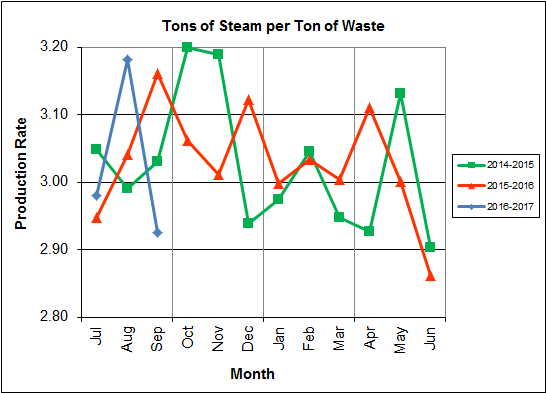 Tons of Steam per Ton of Waste
3.20
3.10
3.00
2.90
2.80
Production Rate
Jul
Aug
Sep
Oct
Nov
Dec
Jan
Feb
Mar
Apr
May
Jun
Month
2014-2015
2015-2016
2016-2017